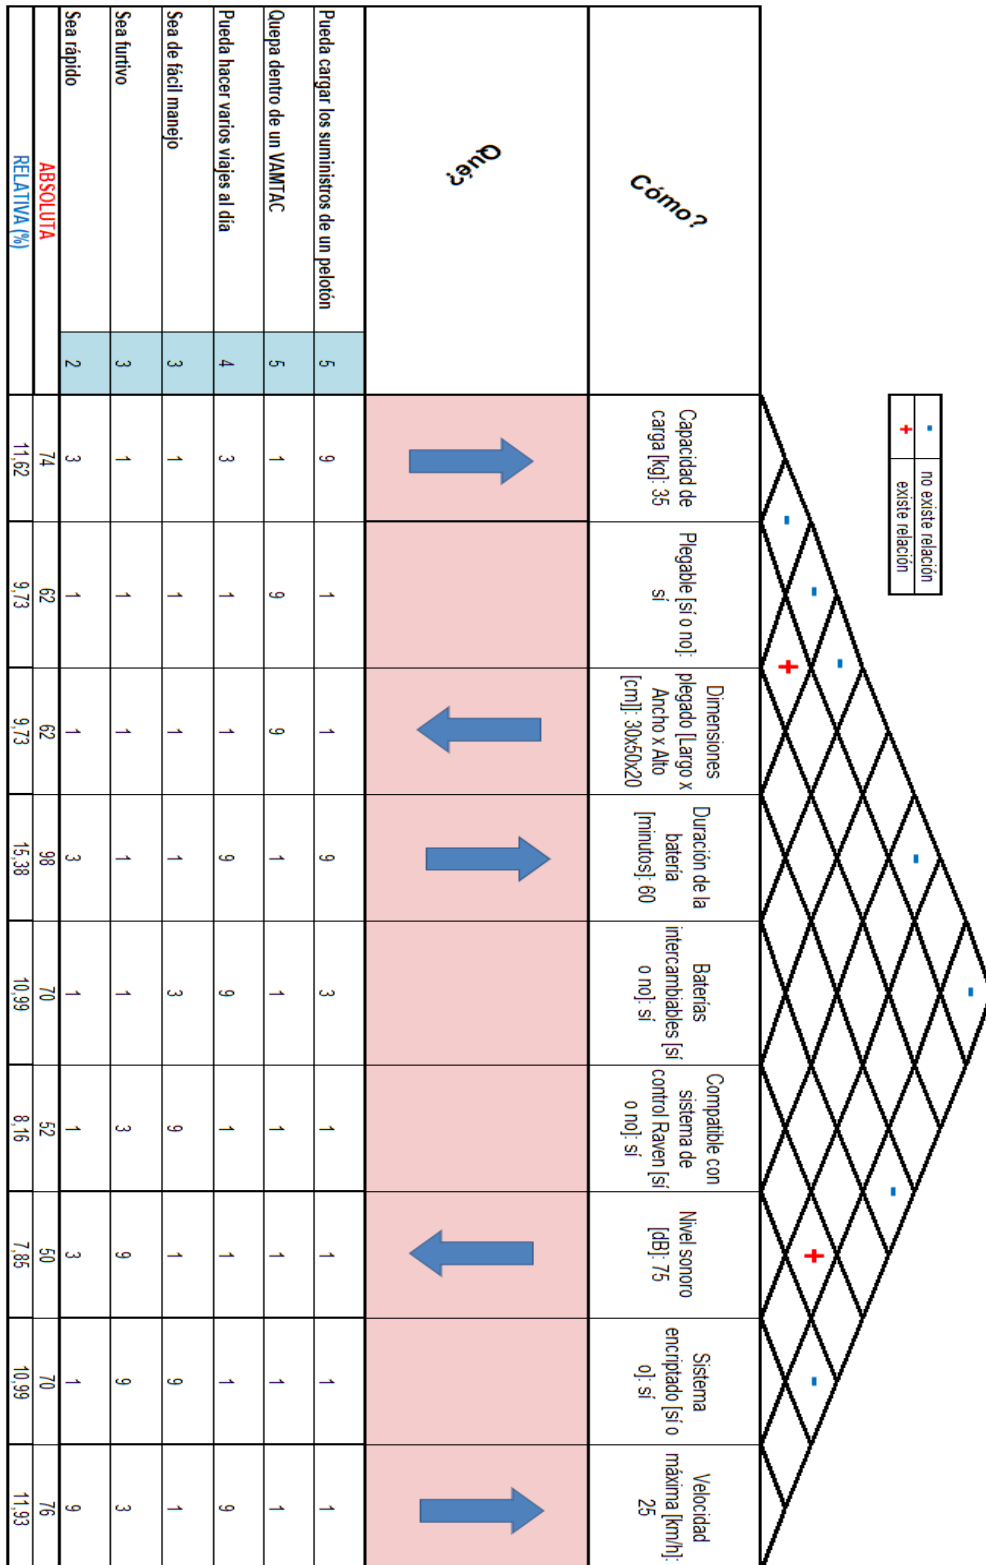 - no existe relación
+ existe relación
-
-
-
-
- + -
- +
Cómo?
Qué?
Capacidad de
carga [kg]: 35
Plegable [sí o no]:
sí
Dimensiones
plegado [Largo x
Ancho x Alto
[cm]]: 30x50x20
Duración de la
batería
[minutos]: 60
Baterías
intercambiables [sí
o no]: sí
Compatible con
sistema de
control Raven [sí
o no]: sí
Nivel sonoro
[dB]: 75
Sistema
encriptado [sí o
o]: sí
Velocidad
máxima [km/h]:
25
Pueda cargar los suministros de un pelotón 5 9 1 1 9 3 1 1 1 1
Quepa dentro de un VAMTAC 5 1 9 9 1 1 1 1 1 1
Pueda hacer varios viajes al día 4 3 1 1 9 9 1 1 1 9
Sea de fácil manejo 3 1 1 1 1 3 9 1 9 1
Sea furtivo 3 1 1 1 1 1 3 9 9 3
Sea rápido 2 3 1 1 3 1 1 3 1 9
ABSOLUTA 74 62 62 98 70 52 50 70 76
RELATIVA (%) 11,62 9,73 9,73 15,38 10,99 8,16 7,85 10,99 11,93